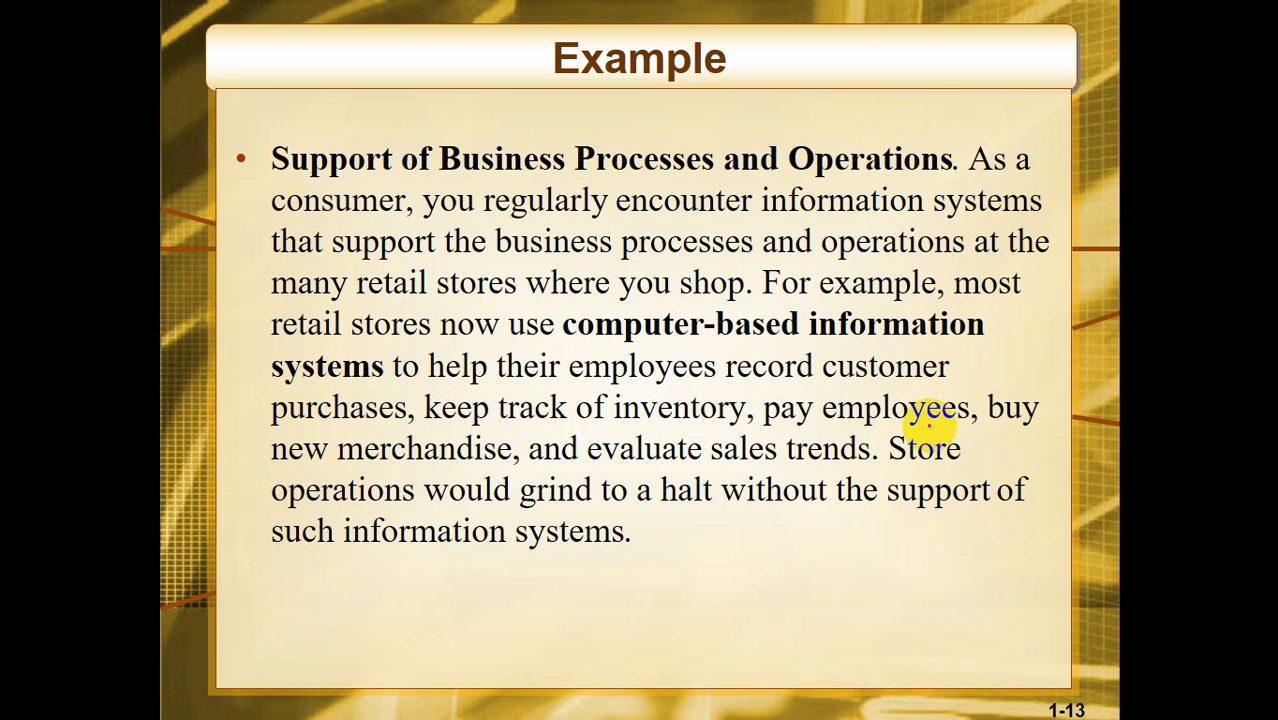 Example
• Support of Business Processes and Operations. As a
consumer, you regularly encounter information systems
that support the business processes and operations at the
many retail stores where you shop. For example, most
retail stores now use computer-based information
systems to help their employees record customer
purchases, keep track of inventory, pay employees, buy
new merchandise, and evaluate sales trends. Store
operations would grind to a halt without the support of
such information systems.
1-13